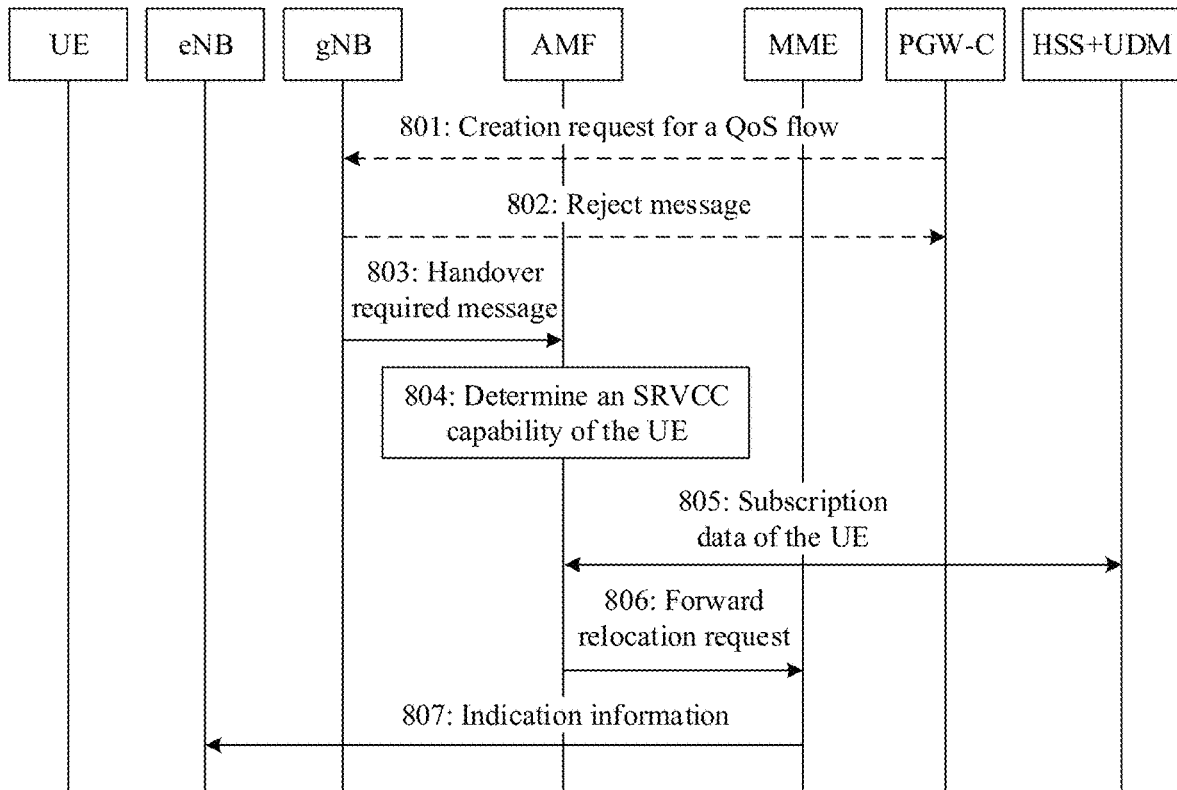 UE
eNB
gNB
AMF
MME
PGW-C
HSS+UDM
801: Creation request for a QoS flow
802: Reject message
803: Handover
required message
804: Determine an SRVCC
capability of the UE
805: Subscription
data of the UE
806: Forward
relocation request
807: Indication information